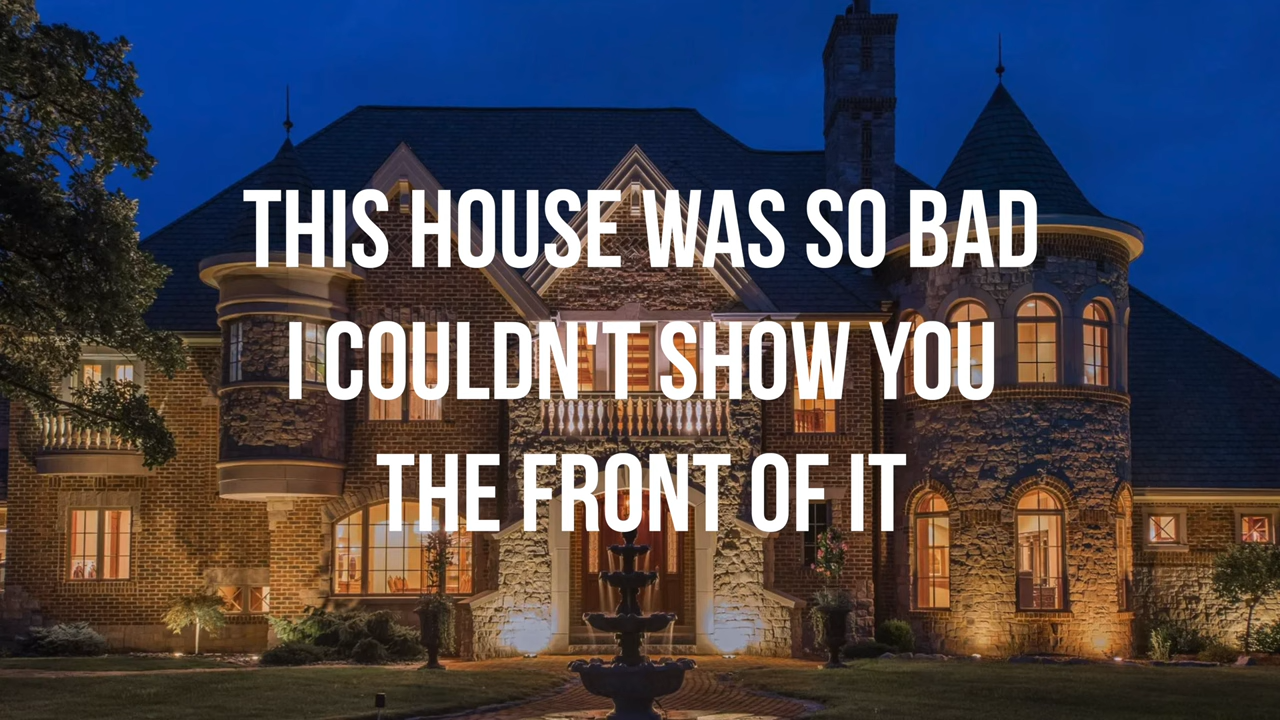 THIS HOUSE WAS SO BAD
I COULDN'T SHOW YOU
THE FRONT OF IT